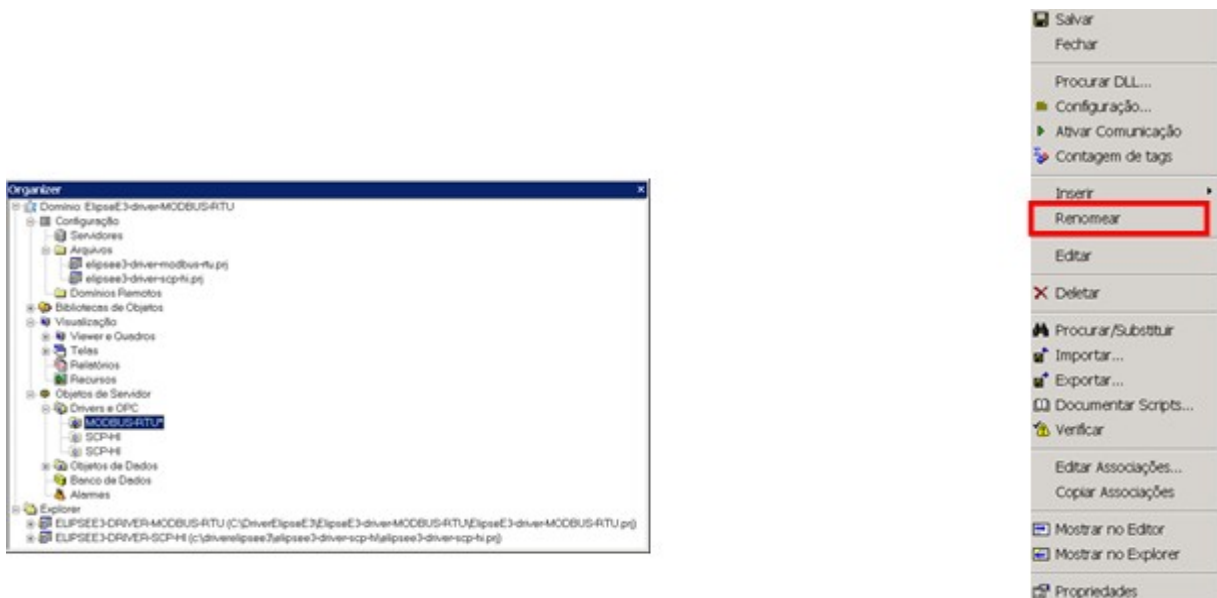 Organizer
Domínio: ElipseE3-driver-MODBUS-RTU
Configuração
Servidores
Arquivos
elipsee3-driver-modbus-rtu.prj
elipsee3-driver-scp-hi.prj
Domínios Remotos
Bibliotecas de Objetos
Visualização
Viewer e Quadros
Telas
Relatórios
Recursos
Objetos de Servidor
Drivers e OPC
MODBUS-RTU*
SCP-HI
SCP-HI
Objetos de Dados
Banco de Dados
Alarmes
Explorer
ELIPSEE3-DRIVER-MODBUS-RTU (C:\DriverElipseE3\ElipseE3-driver-MODBUS-RTU\ElipseE3-driver-MODBUS-RTU.prj)
ELIPSEE3-DRIVER-SCP-HI (c:\driverelipsee3\elipsee3-driver-scp-hi\elipsee3-driver-scp-hi.prj)
Salvar
Fechar
Procurar DLL...
Configuração...
Ativar Comunicação
Contagem de tags
Inserir
Renomear
Editar
Deletar
Procurar/Substituir
Importar...
Exportar...
Documentar Scripts...
Verificar
Editar Associações...
Copiar Associações
Mostrar no Editor
Mostrar no Explorer
Propriedades